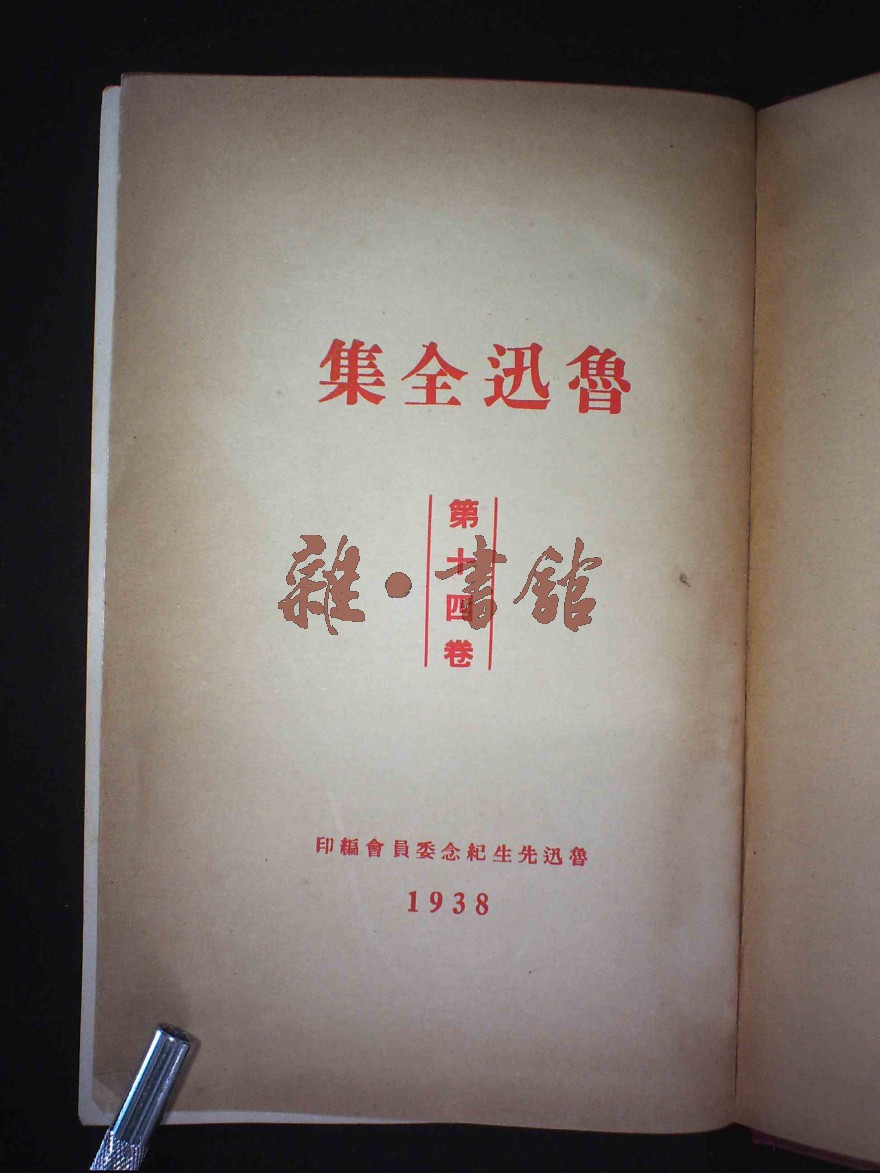 魯迅全集
第十四卷
雜·書館
魯迅先生紀念委員會編印
1938